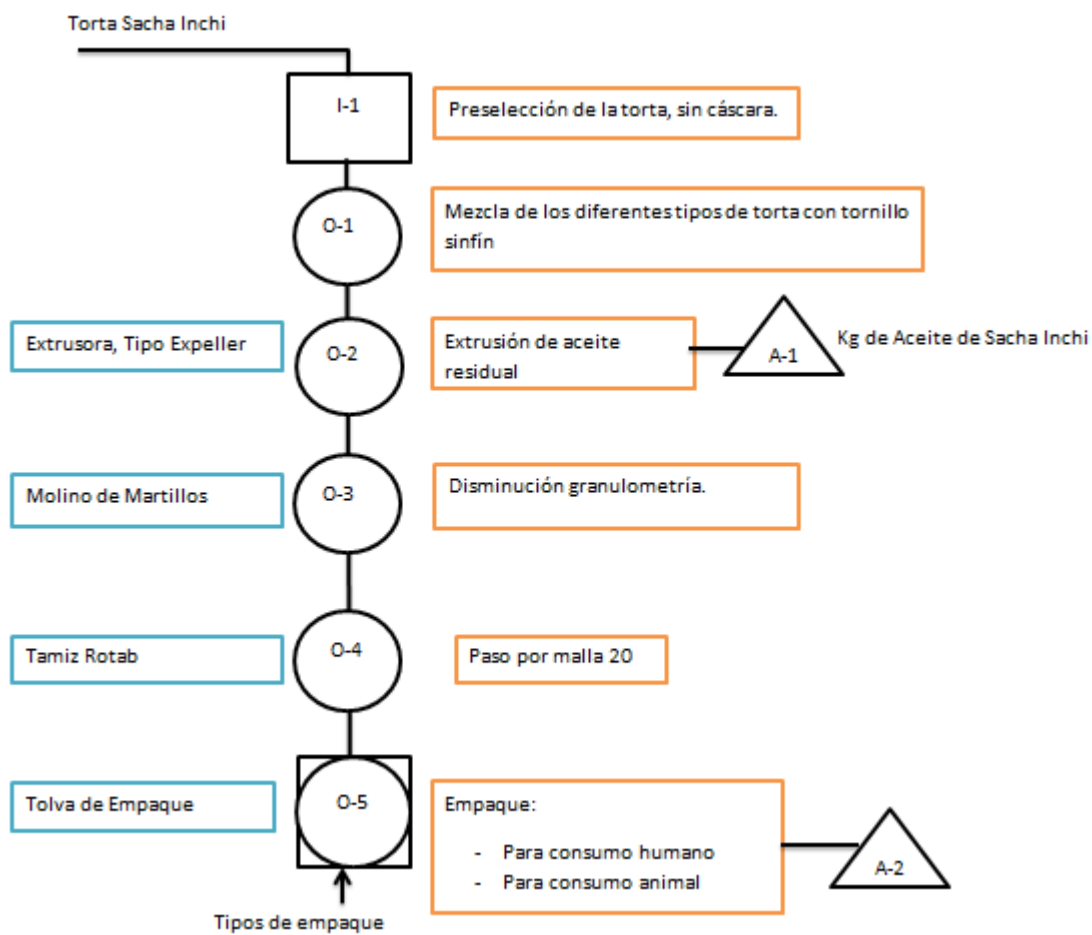 Torta Sacha Inchi
I-1
Preselección de la torta, sin cáscara.
O-1
Mezcla de los diferentes tipos de torta con tornillo
sinfín
Extrusora, Tipo Expeller
O-2
Extrusión de aceite
residual
A-1
Kg de Aceite de Sacha Inchi
Molino de Martillos
O-3
Disminución granulometría.
Tamiz Rotab
O-4
Paso por malla 20
Tolva de Empaque
O-5
Empaque:
- Para consumo humano
- Para consumo animal
A-2
Tipos de empaque